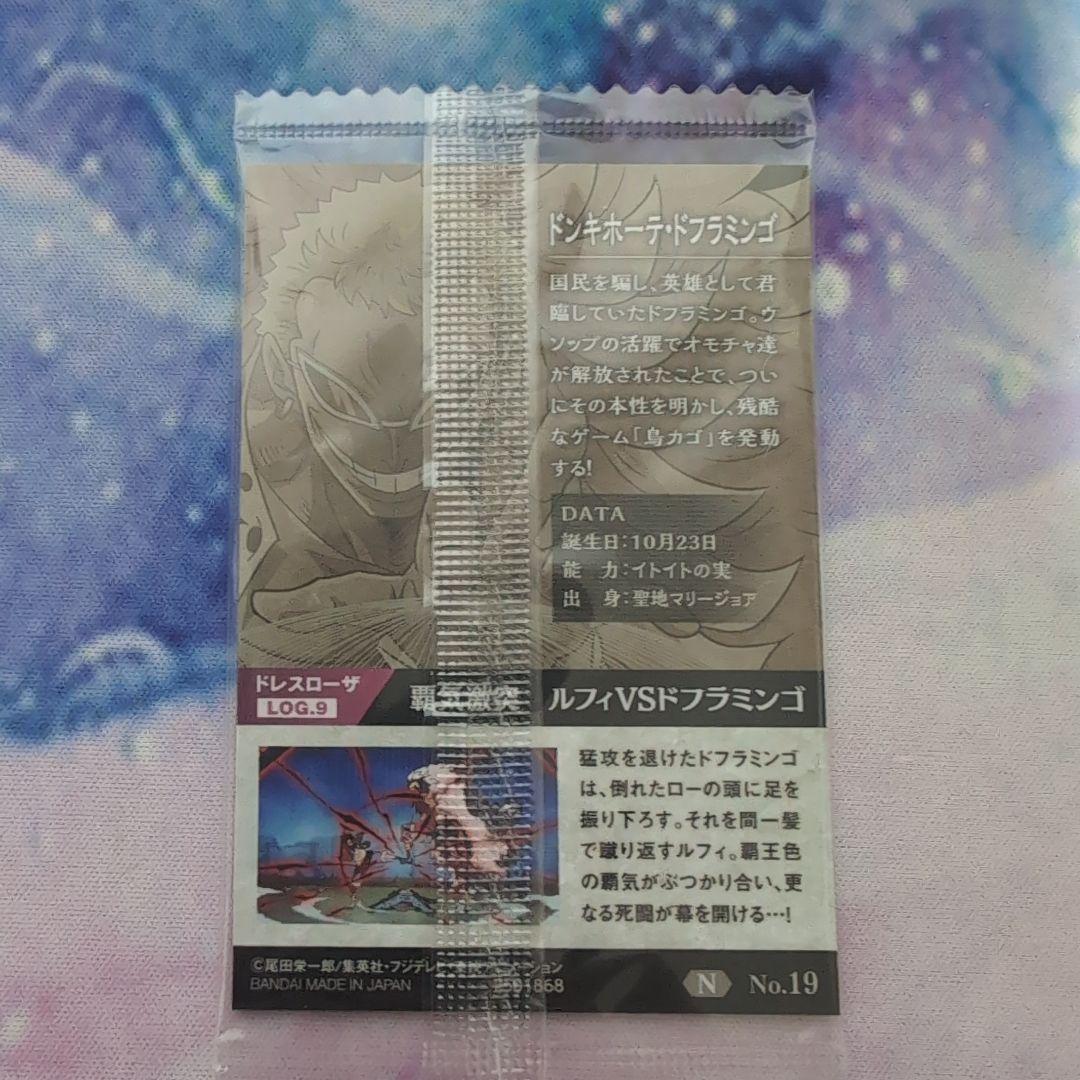 ドンキホーテ・ドフラミンゴ
国民を騙し、英雄として君
臨していたドフラミンゴ。ウ
ソップの活躍でオモチャ達
が解放されたことで、つい
にその本性を明かし、残酷
なゲーム「鳥カゴ」を発動
する!
DATA
誕生日:10月23日
能 力:イトイトの実
出 身:聖地マリージョア
ドレスローザ
LOG.9
覇気激突 ルフィVSドフラミンゴ
猛攻を退けたドフラミンゴ
は、倒れたローの頭に足を
振り下ろす。それを間一髪
で蹴り返すルフィ。覇王色
の覇気がぶつかり合い、更
なる死闘が幕を開ける…!
©尾田栄一郎/集英社・フジテレビ・東映アニメーション
BANDAI MADE IN JAPAN
N No.19